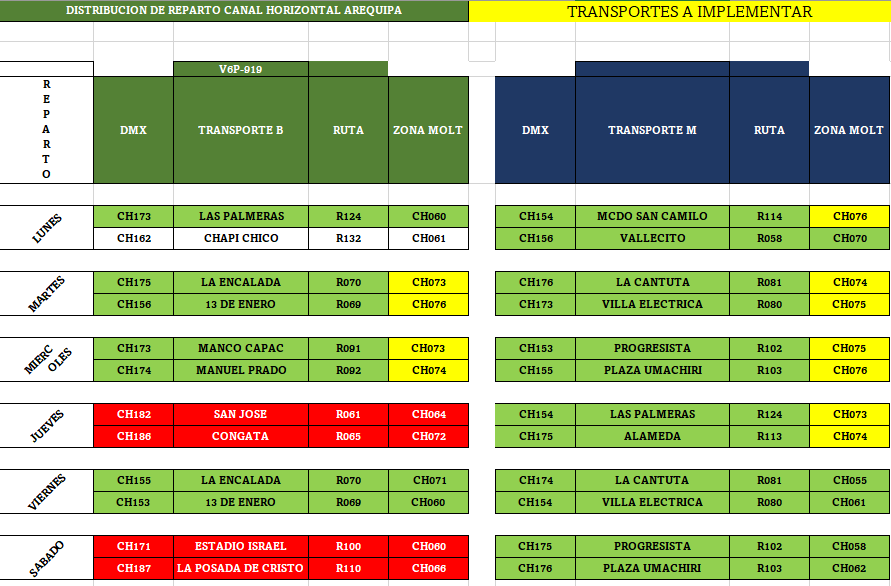 DISTRIBUCION DE REPARTO CANAL HORIZONTAL AREQUIPA TRANSPORTES A IMPLEMENTAR
V6P-919
REPARTO DMX TRANSPORTE B RUTA ZONA MOLT DMX TRANSPORTE M RUTA ZONA MOLT
LUNES
CH173 LAS PALMERAS R124 CH060 CH154 MCDO SAN CAMILO R114 CH076
CH162 CHAPI CHICO R132 CH061 CH156 VALLECITO R058 CH070
MARTES
CH175 LA ENCALADA R070 CH073 CH176 LA CANTUTA R081 CH074
CH156 13 DE ENERO R069 CH076 CH173 VILLA ELECTRICA R080 CH075
MIERC
OLES
CH173 MANCO CAPAC R091 CH073 CH153 PROGRESISTA R102 CH075
CH174 MANUEL PRADO R092 CH074 CH155 PLAZA UMACHIRI R103 CH076
JUEVES
CH182 SAN JOSE R061 CH064 CH154 LAS PALMERAS R124 CH073
CH186 CONGATA R065 CH072 CH175 ALAMEDA R113 CH074
VIERNES
CH155 LA ENCALADA R070 CH071 CH174 LA CANTUTA R081 CH055
CH153 13 DE ENERO R069 CH060 CH154 VILLA ELECTRICA R080 CH061
SABADO
CH171 ESTADIO ISRAEL R100 CH060 CH175 PROGRESISTA R102 CH058
CH187 LA POSADA DE CRISTO R110 CH066 CH176 PLAZA UMACHIRI R103 CH062